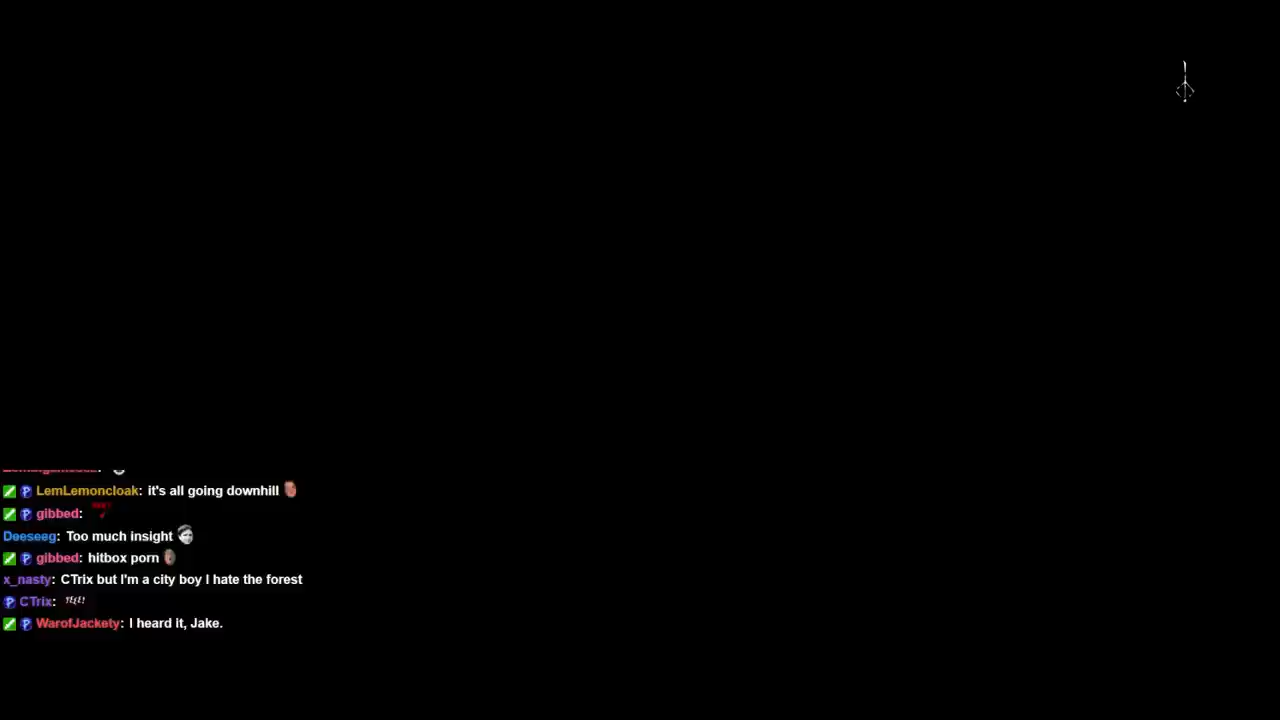 LemLemoncloak: it's all going downhill
gibbed:
Deeseeg: Too much insight
gibbed: hitbox porn
x_nasty: CTrix but I'm a city boy I hate the forest
CTrix:
WarofJackety: I heard it, Jake.